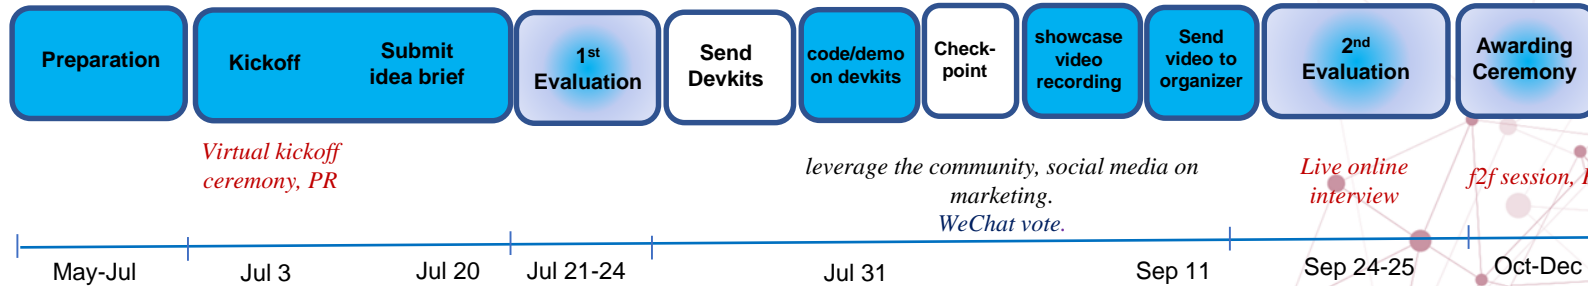 Preparation
Kickoff
Submit
idea brief
1st
Evaluation
Send
Devkits
code/demo
on devkits
Check-
point
showcase
video
recording
Send
video to
organizer
2nd
Evaluation
Awarding
Ceremony
Virtual kickoff
ceremony, PR
leverage the community, social media on
marketing.
WeChat vote.
Live online
interview
f2f session,
May-Jul
Jul 3
Jul 20
Jul 21-24
Jul 31
Sep 11
Sep 24-25
Oct-Dec